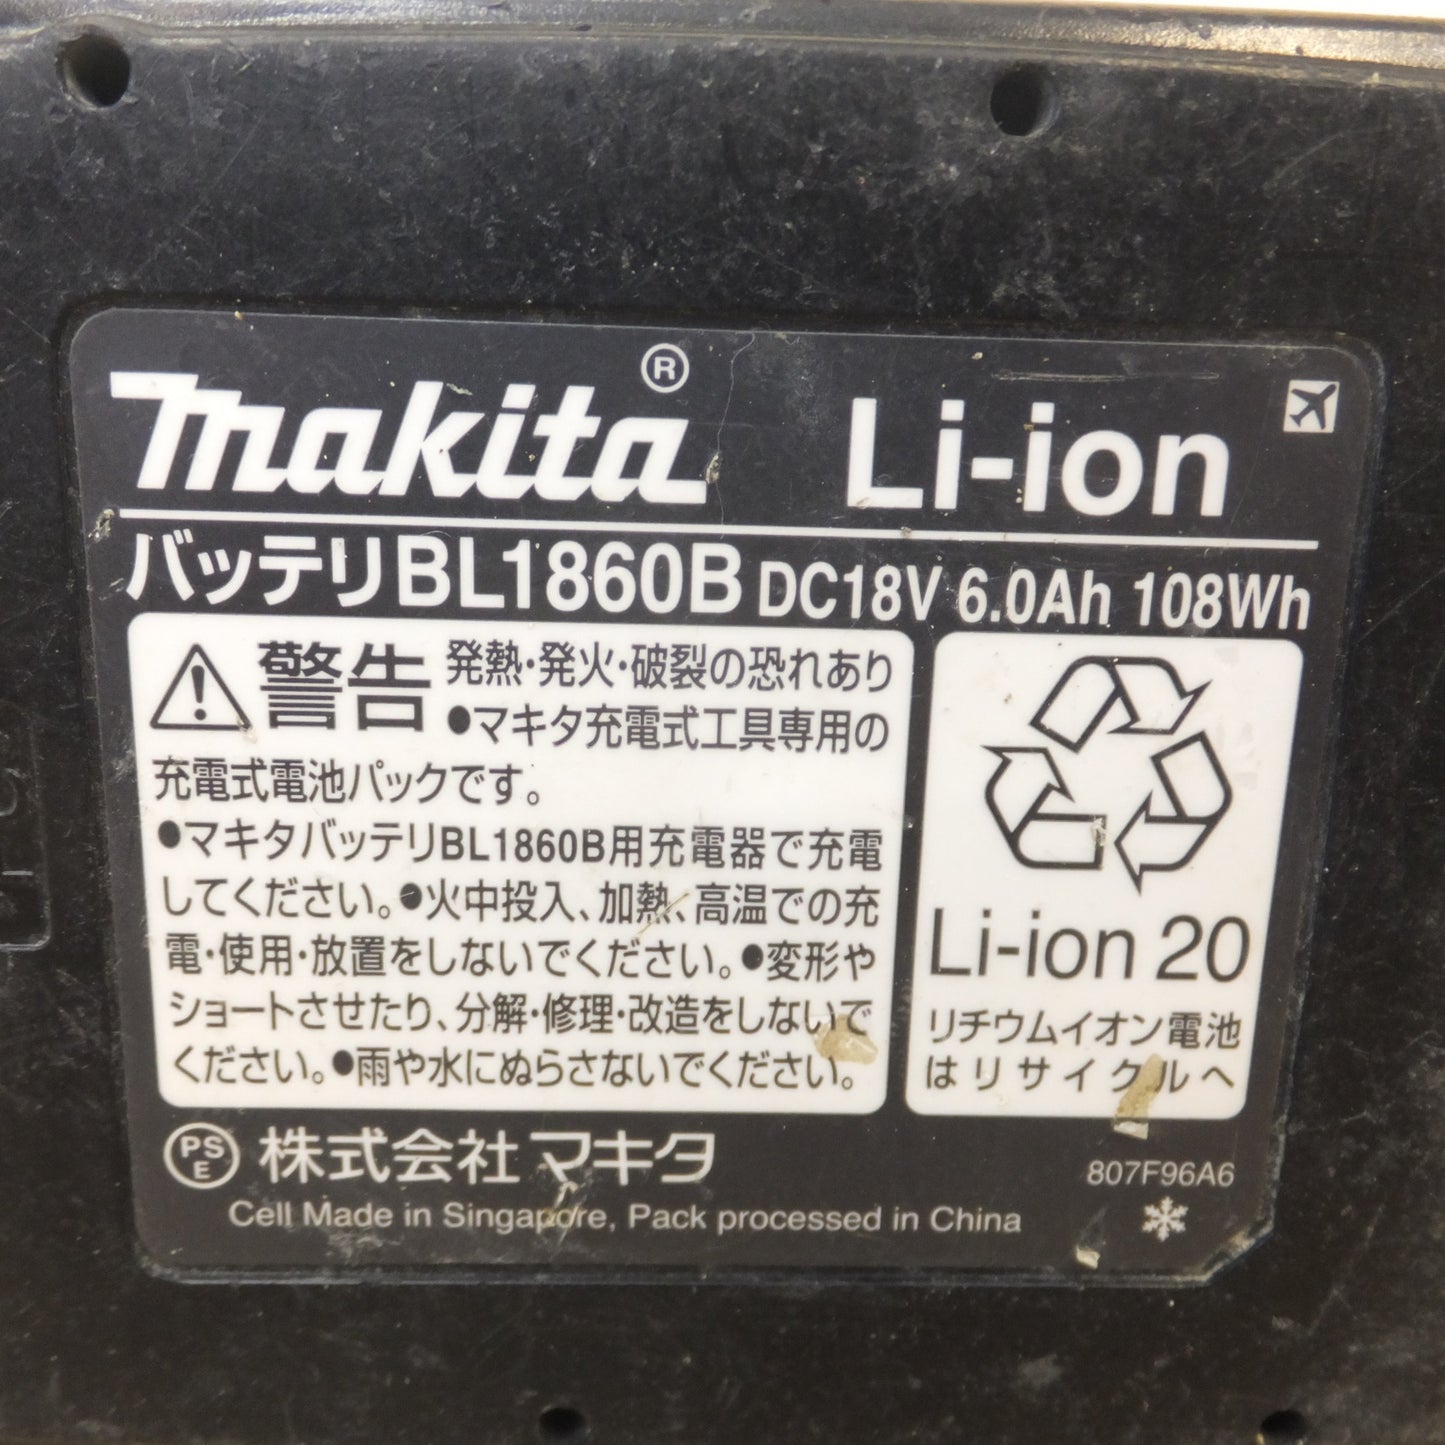 makita® Li-ion
バッテリBL1860B DC18V 6.0Ah 108Wh
警告 発熱・発火・破裂の恐れあり
●マキタ充電式工具専用の
充電式電池パックです。
●マキタバッテリBL1860B用充電器で充電
してください。●火中投入、加熱、高温での充
電・使用・放置をしないでください。●変形や
ショートさせたり、分解・修理・改造をしないで
ください。●雨や水にぬらさないでください。
Li-ion 20
リチウムイオン電池
はリサイクルへ
PS
E
株式会社マキタ
807F96A6
Cell Made in Singapore, Pack processed in China